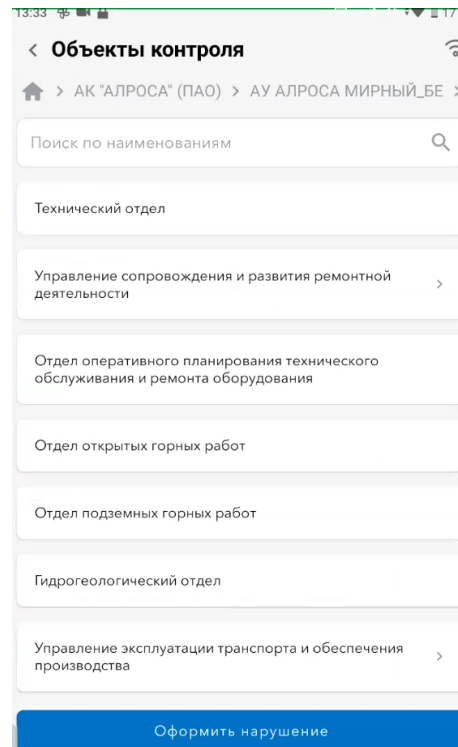 13:33
17
Объекты контроля
АК "АЛРОСА" (ПАО) > АУ АЛРОСА МИРНЫЙ_БЕ >
Поиск по наименованиям
Технический отдел
Управление сопровождения и развития ремонтной
деятельности
Отдел оперативного планирования технического
обслуживания и ремонта оборудования
Отдел открытых горных работ
Отдел подземных горных работ
Гидрогеологический отдел
Управление эксплуатации транспорта и обеспечения
производства
Оформить нарушение